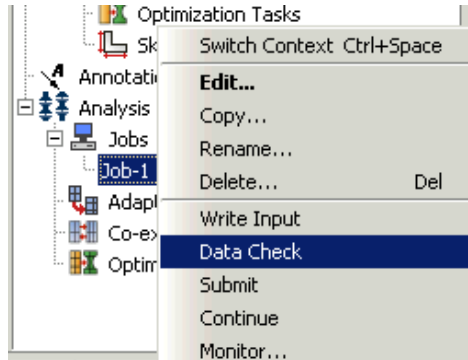 Optimization Tasks
Sk
Switch Context Ctrl+Space
Annotati
Edit...
Analysis
Copy...
Jobs
Rename...
Job-1
Delete... Del
Adapt
Write Input
Co-ex
Data Check
Optim
Submit
Continue
Monitor...